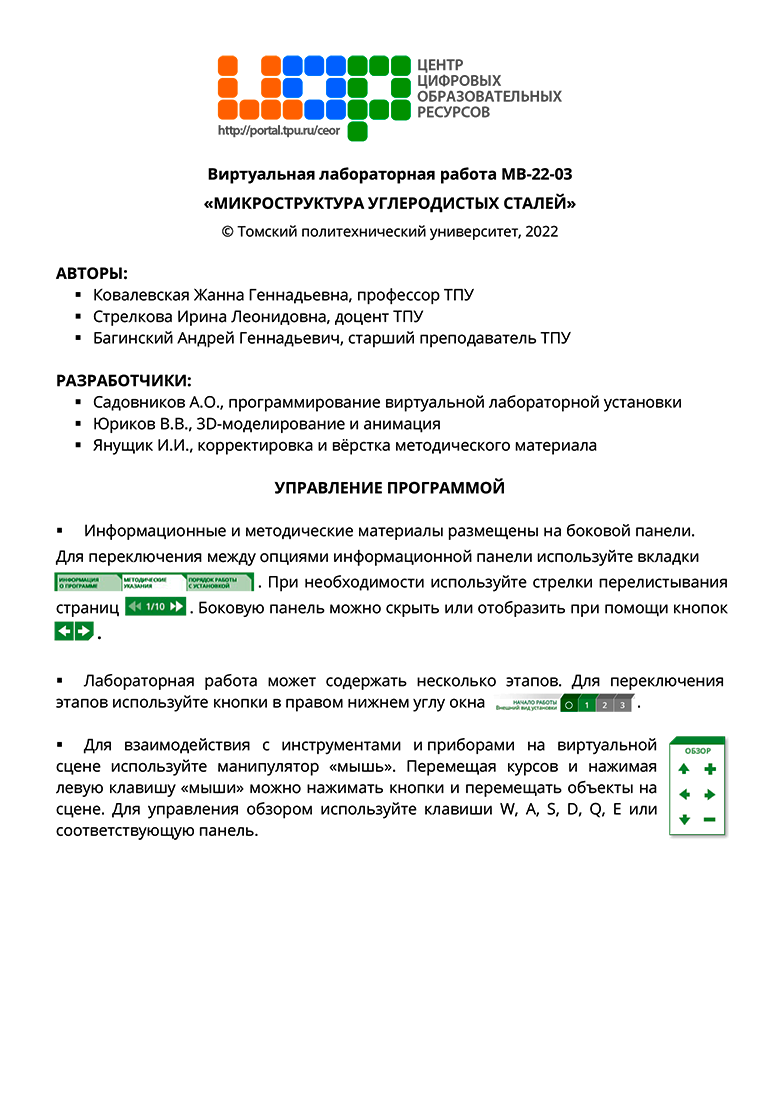 ЦЕНТР
ЦИФРОВЫХ
ОБРАЗОВАТЕЛЬНЫХ
РЕСУРСОВ
http://portal.tpu.ru/ceor
Виртуальная лабораторная работа МВ-22-03
«МИКРОСТРУКТУРА УГЛЕРОДИСТЫХ СТАЛЕЙ»
© Томский политехнический университет, 2022
АВТОРЫ:
▪ Ковалевская Жанна Геннадьевна, профессор ТПУ
▪ Стрелкова Ирина Леонидовна, доцент ТПУ
▪ Багинский Андрей Геннадьевич, старший преподаватель ТПУ
РАЗРАБОТЧИКИ:
▪ Садовников А.О., программирование виртуальной лабораторной установки
▪ Юриков В.В., 3D-моделирование и анимация
▪ Янущик И.И., корректировка и вёрстка методического материала
УПРАВЛЕНИЕ ПРОГРАММОЙ
▪ Информационные и методические материалы размещены на боковой панели.
Для переключения между опциями информационной панели используйте вкладки
ИНФОРМАЦИЯ О ПРОГРАММЕ МЕТОДИЧЕСКИЕ УКАЗАНИЯ ПОРЯДОК РАБОТЫ С УСТАНОВКОЙ . При необходимости используйте стрелки перелистывания
страниц 1/10 . Боковую панель можно скрыть или отобразить при помощи кнопок
.
▪ Лабораторная работа может содержать несколько этапов. Для переключения
этапов используйте кнопки в правом нижнем углу окна НАЧАЛО РАБОТЫ Внешний вид установки 1 2 3 .
▪ Для взаимодействия с инструментами и приборами на виртуальной
сцене используйте манипулятор «мышь». Перемещая курсов и нажимая
левую клавишу «мыши» можно нажимать кнопки и перемещать объекты на
сцене. Для управления обзором используйте клавиши W, A, S, D, Q, E или
соответствующую панель.
ОБЗОР